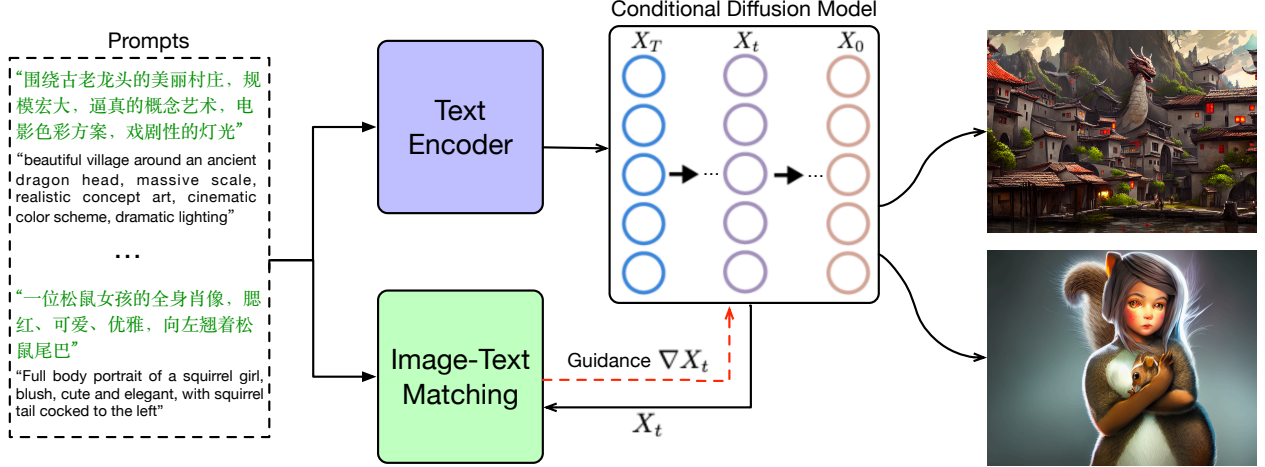 Prompts
“围绕古老龙头的美丽村庄，规
模宏大，逼真的概念艺术，电
影色彩方案，戏剧性的灯光”
“beautiful village around an ancient
dragon head, massive scale,
realistic concept art, cinematic
color scheme, dramatic lighting”
...
“一位松鼠女孩的全身肖像，腮
红、可爱、优雅，向左翘着松
鼠尾巴”
“Full body portrait of a squirrel girl,
blush, cute and elegant, with squirrel
tail cocked to the left”
Text
Encoder
Image-Text
Matching
Conditional Diffusion Model
X_T X_t X_0
... ...
Guidance ∇X_t
X_t